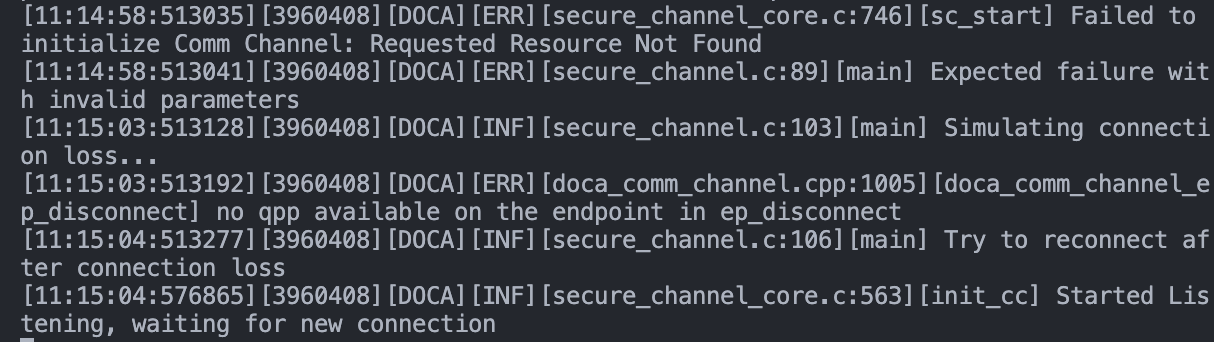 [11:14:58:513035][3960408][DOCA][ERR][secure_channel_core.c:746][sc_start] Failed to
initialize Comm Channel: Requested Resource Not Found
[11:14:58:513041][3960408][DOCA][ERR][secure_channel.c:89][main] Expected failure wit
h invalid parameters
[11:15:03:513128][3960408][DOCA][INF][secure_channel.c:103][main] Simulating connecti
on loss...
[11:15:03:513192][3960408][DOCA][ERR][doca_comm_channel.cpp:1005][doca_comm_channel_e
p_disconnect] no qpp available on the endpoint in ep_disconnect
[11:15:04:513277][3960408][DOCA][INF][secure_channel.c:106][main] Try to reconnect af
ter connection loss
[11:15:04:576865][3960408][DOCA][INF][secure_channel_core.c:563][init_cc] Started Lis
tening, waiting for new connection